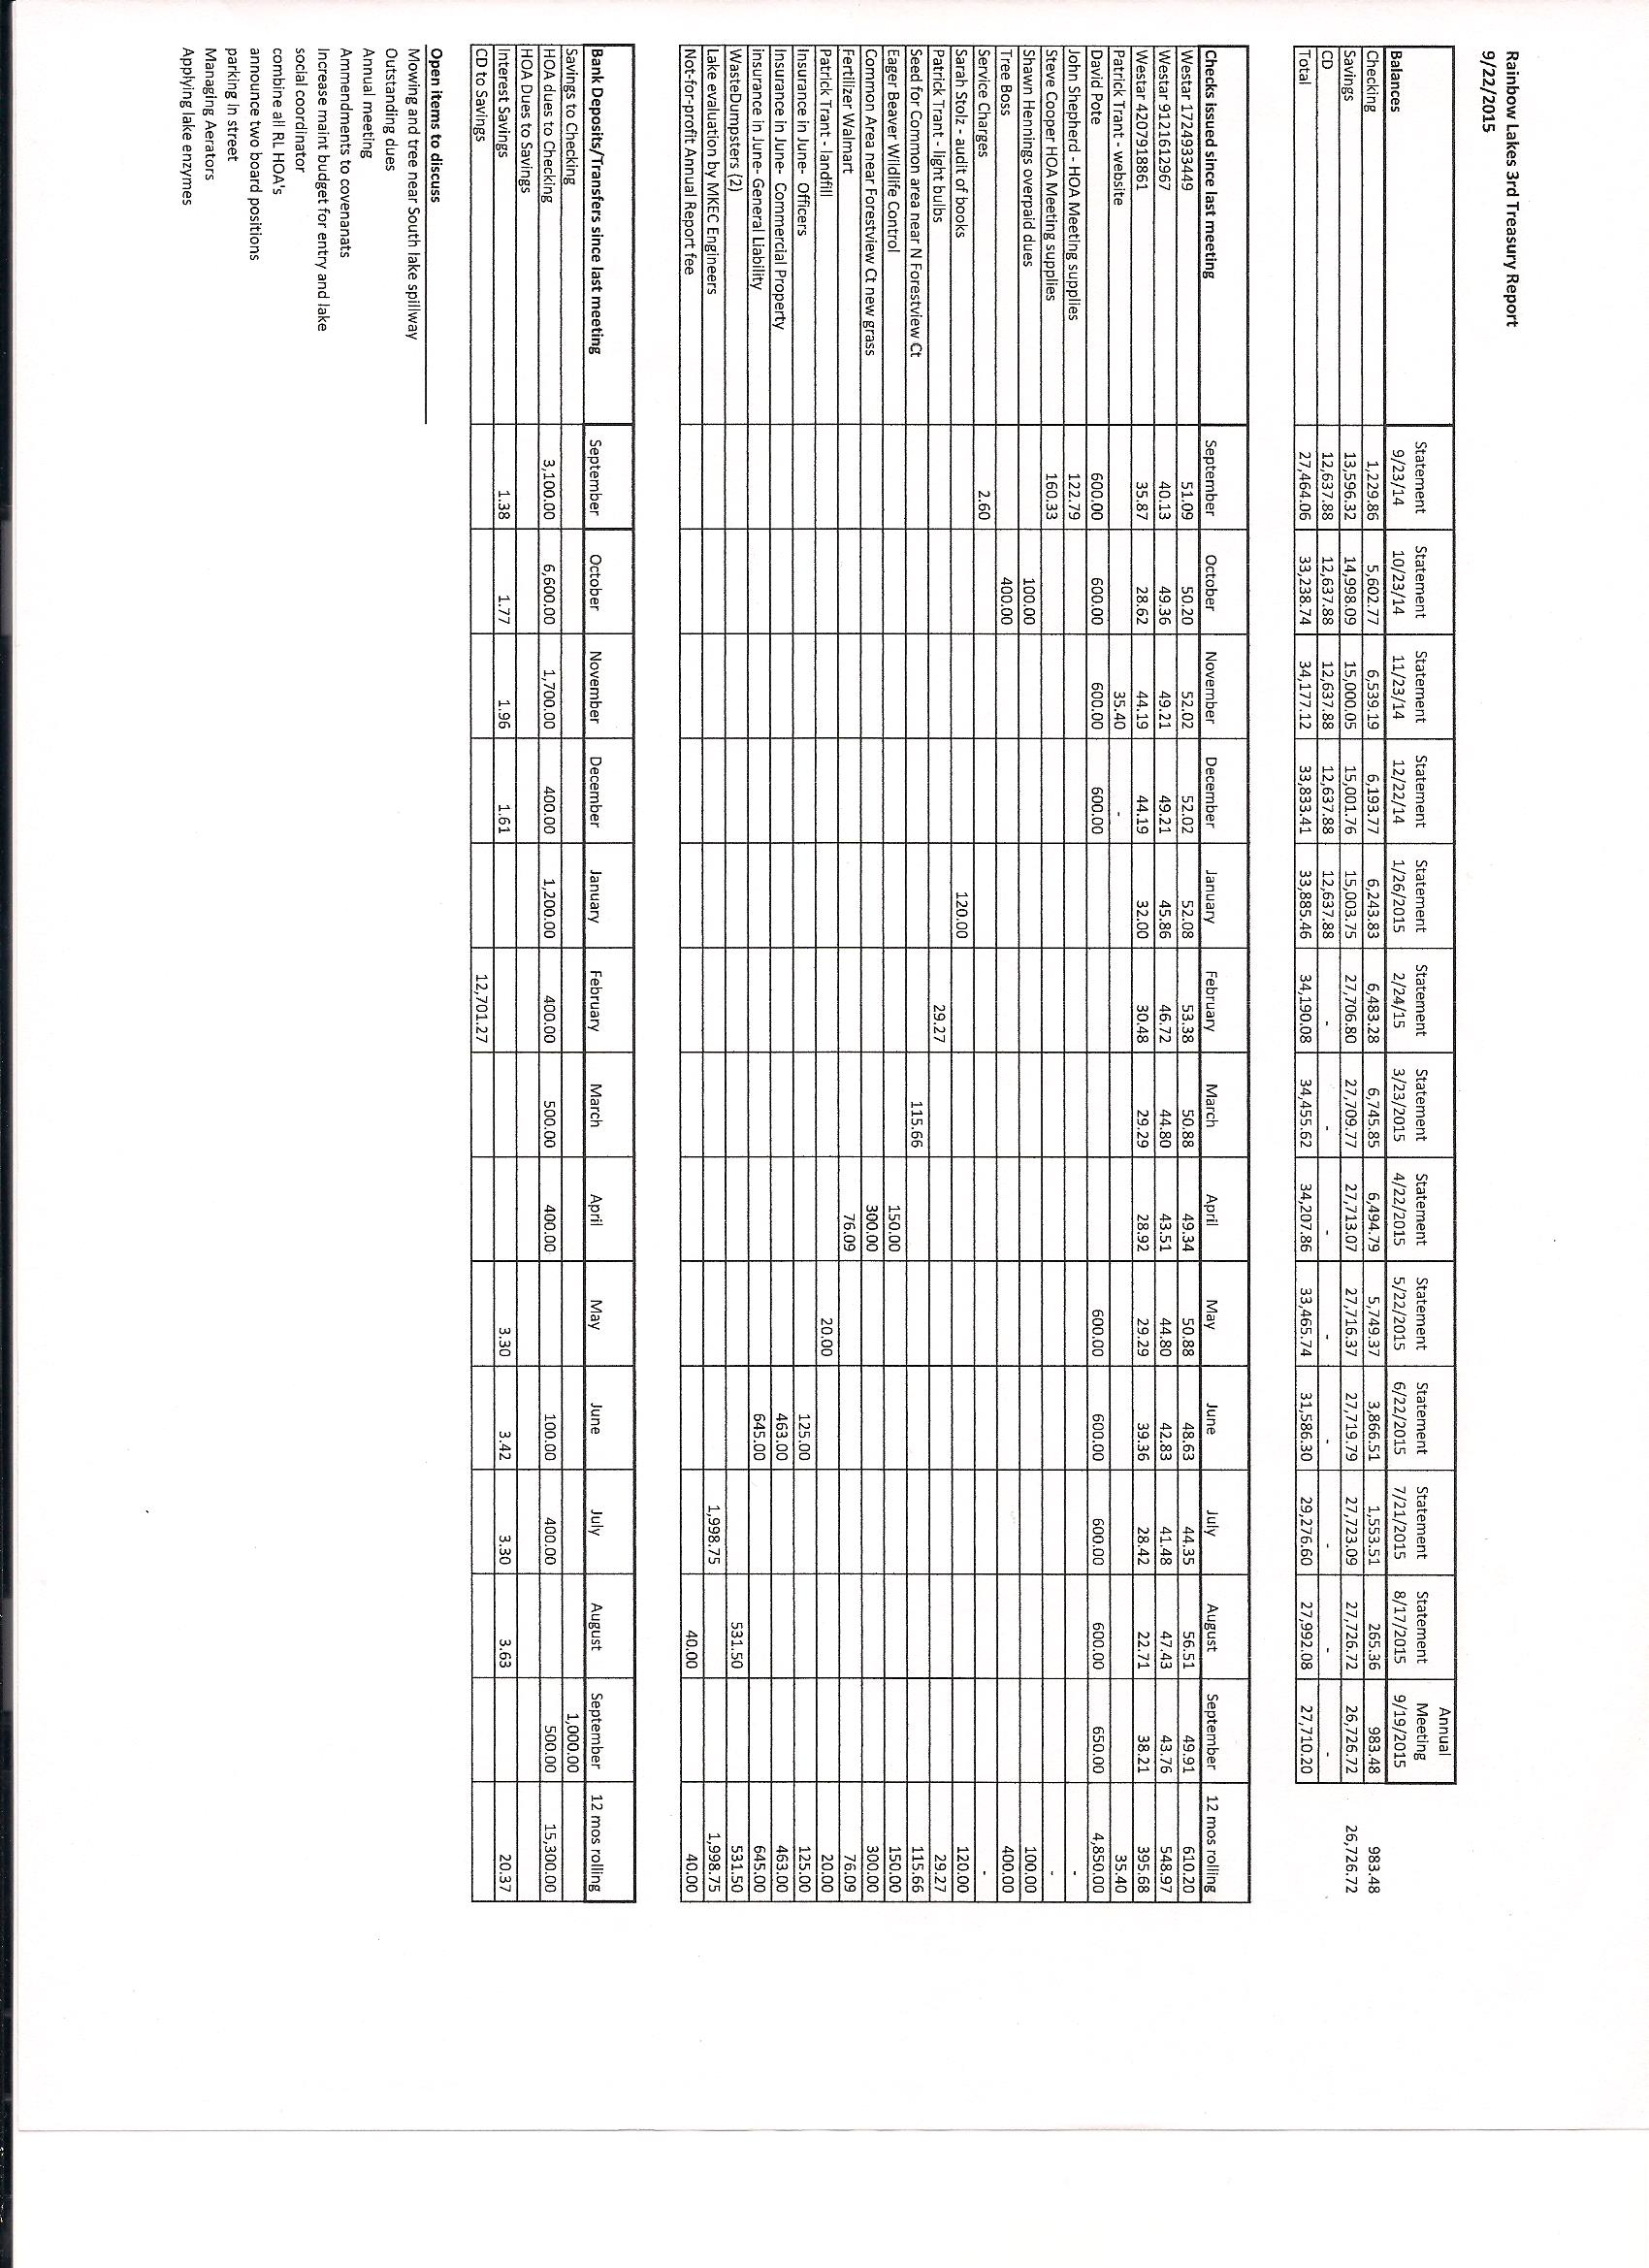 Rainbow Lakes 3rd Treasury Report
9/22/2015
Annual
Statement Statement Statement Statement Statement Statement Statement Statement Statement Statement Statement Statement Meeting
Balances 9/23/14 10/23/14 11/23/14 12/22/14 1/26/2015 2/24/15 3/23/2015 4/22/2015 5/22/2015 6/22/2015 7/21/2015 8/17/2015 9/19/2015
Checking 1,229.86 5,602.77 6,539.19 6,193.77 6,243.83 6,483.28 6,745.85 6,494.79 5,749.37 3,866.51 1,553.51 265.36 983.48 983.48
Savings 13,596.32 14,998.09 15,000.05 15,001.76 15,003.75 27,706.80 27,709.77 27,713.07 27,716.37 27,719.79 27,723.09 27,726.72 26,726.72 26,726.72
CD 12,637.88 12,637.88 12,637.88 12,637.88 12,637.88 - - - - - - - -
Total 27,464.06 33,238.74 34,177.12 33,833.41 33,885.46 34,190.08 34,455.62 34,207.86 33,465.74 31,586.30 29,276.60 27,992.08 27,710.20
Checks issued since last meeting September October November December January February March April May June July August September 12 mos rolling
Westar 1724933449 51.09 50.20 52.02 52.02 52.08 53.38 50.88 49.34 50.88 48.63 44.35 56.51 49.91 610.20
Westar 9121612967 40.13 49.36 49.21 49.21 45.86 46.72 44.80 43.51 44.80 42.83 41.48 47.43 43.76 548.97
Westar 4207918861 35.87 28.62 44.19 44.19 32.00 30.48 29.29 28.92 29.29 39.36 28.42 22.71 38.21 395.68
Patrick Trant - website 35.40 - 35.40
David Pote 600.00 600.00 600.00 600.00 600.00 600.00 600.00 600.00 650.00 4,850.00
John Shepherd - HOA Meeting supplies 122.79 -
Steve Cooper HOA Meeting supplies 160.33 -
Shawn Hennings overpaid dues 100.00 100.00
Tree Boss 400.00 400.00
Service Charges 2.60 -
Sarah Stolz - audit of books 120.00 120.00
Patrick Trant - light bulbs 29.27 29.27
Seed for Common area near N Forestview Ct 115.66 115.66
Eager Beaver Wildlife Control 150.00 150.00
Common Area near Forestview Ct new grass 300.00 300.00
Fertilizer Walmart 76.09 76.09
Patrick Trant - landfill 20.00 20.00
Insurance in June- Officers 125.00 125.00
Insurance in June- Commercial Property 463.00 463.00
insurance in June- General Liability 645.00 645.00
WasteDumpsters (2) 531.50 531.50
Lake evaluation by MKEC Engineers 1,998.75 1,998.75
Not-for-profit Annual Report fee 40.00 40.00
Bank Deposits/Transfers since last meeting September October November December January February March April May June July August September 12 mos rolling
Savings to Checking 1,000.00
HOA dues to Checking 3,100.00 6,600.00 1,700.00 400.00 1,200.00 400.00 500.00 400.00 100.00 400.00 500.00 15,300.00
HOA Dues to Savings
Interest Savings 1.38 1.77 1.96 1.61 3.30 3.42 3.30 3.63 20.37
CD to Savings 12,701.27
Open items to discuss
Mowing and tree near South lake spillway
Outstanding dues
Annual meeting
Ammendments to covenanats
Increase maint budget for entry and lake
social coordinator
combine all RL HOA's
announce two board positions
parking in street
Managing Aerators
Applying lake enzymes